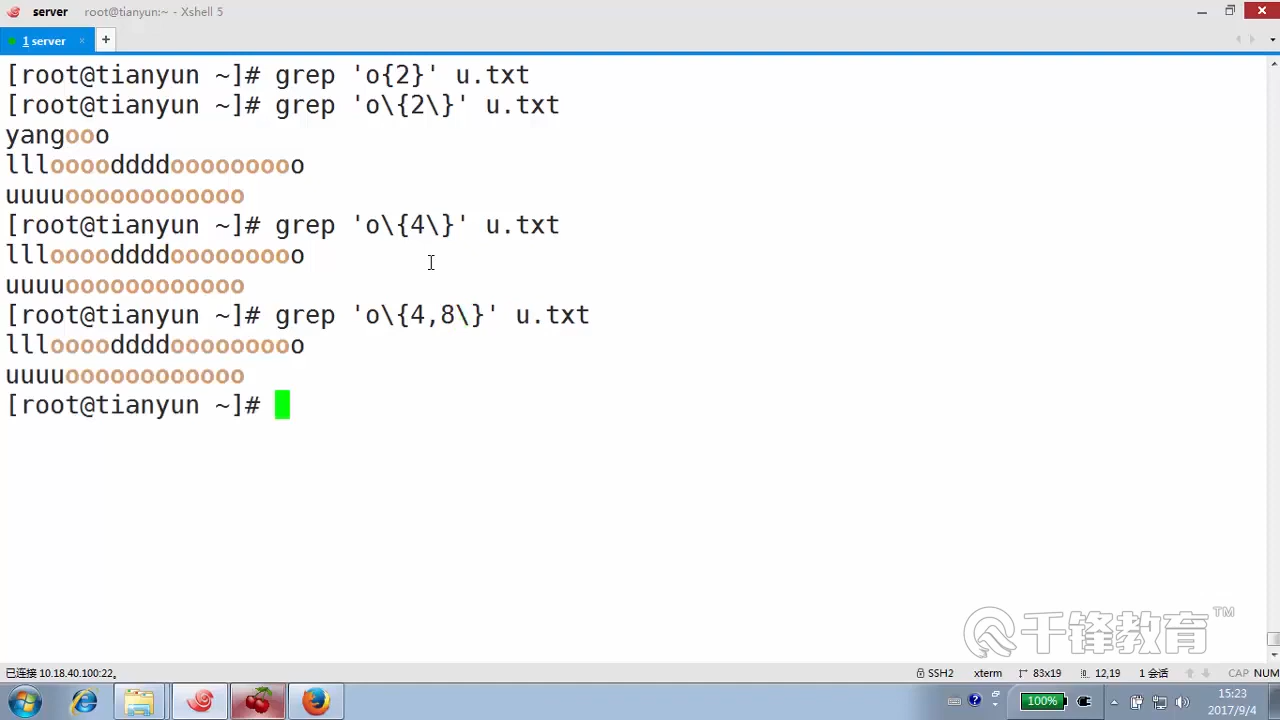 server root@tianyun:~ - Xshell 5
1 server × +
[root@tianyun ~]# grep 'o{2}' u.txt
[root@tianyun ~]# grep 'o\{2\}' u.txt
yangooo
lllooooddddooooooooo
uuuuoooooooooooo
[root@tianyun ~]# grep 'o\{4\}' u.txt
lllooooddddooooooooo
uuuuoooooooooooo
[root@tianyun ~]# grep 'o\{4,8\}' u.txt
lllooooddddooooooooo
uuuuoooooooooooo
[root@tianyun ~]#
千锋教育™
已连接 10.18.40.100:22。 SSH2 xterm 83x19 12,19 1 会话 CAP NUM
100% 15:23
2017/9/4